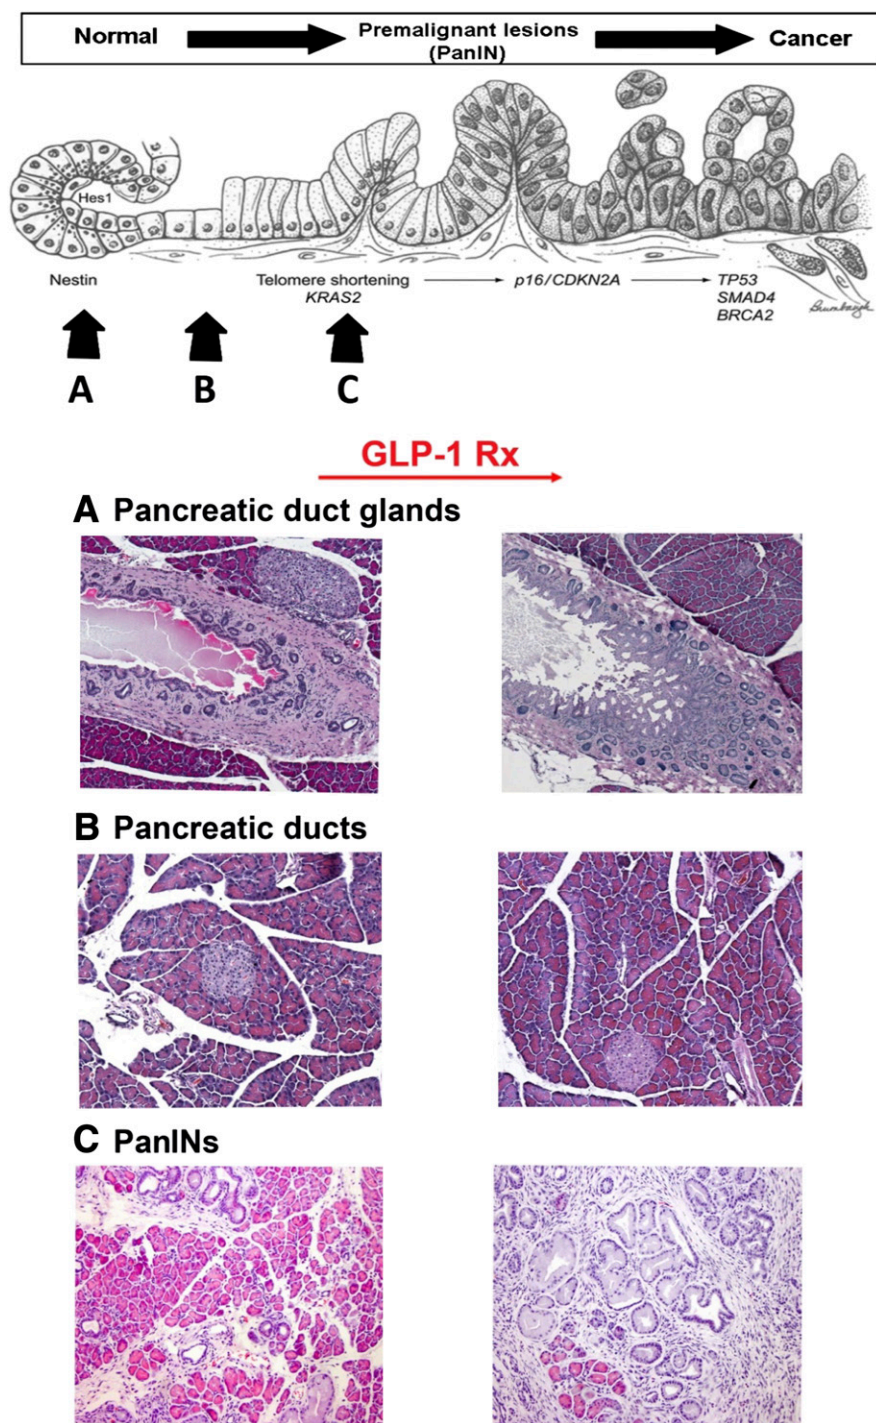 Normal
Premalignant lesions
(PanIN)
Cancer
Hes1
Nestin
Telomere shortening
KRAS2
p16/CDKN2A
TP53
SMAD4
BRCA2
Brumbaugh
A
B
C
GLP-1 Rx
A Pancreatic duct glands
B Pancreatic ducts
C PanINs